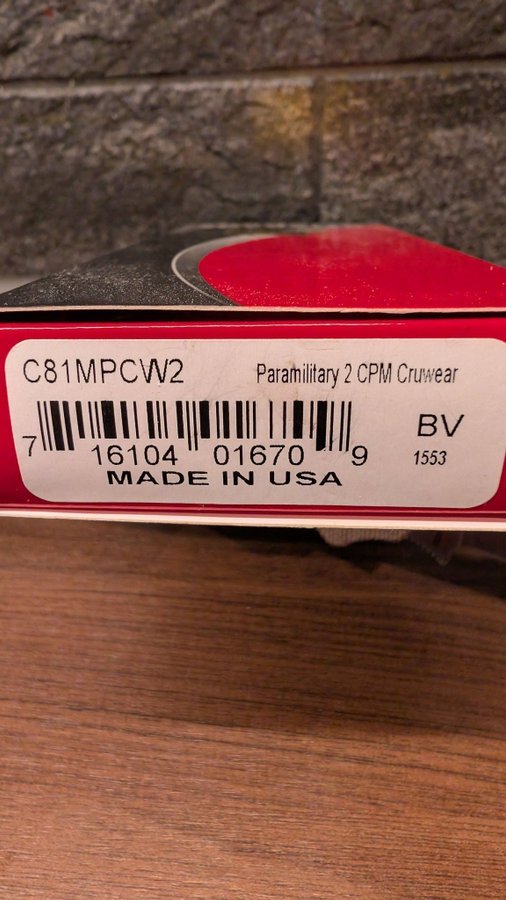 C81MPCW2 Paramilitary 2 CPM Cruwear
7 16104 01670 9
BV
1553
MADE IN USA